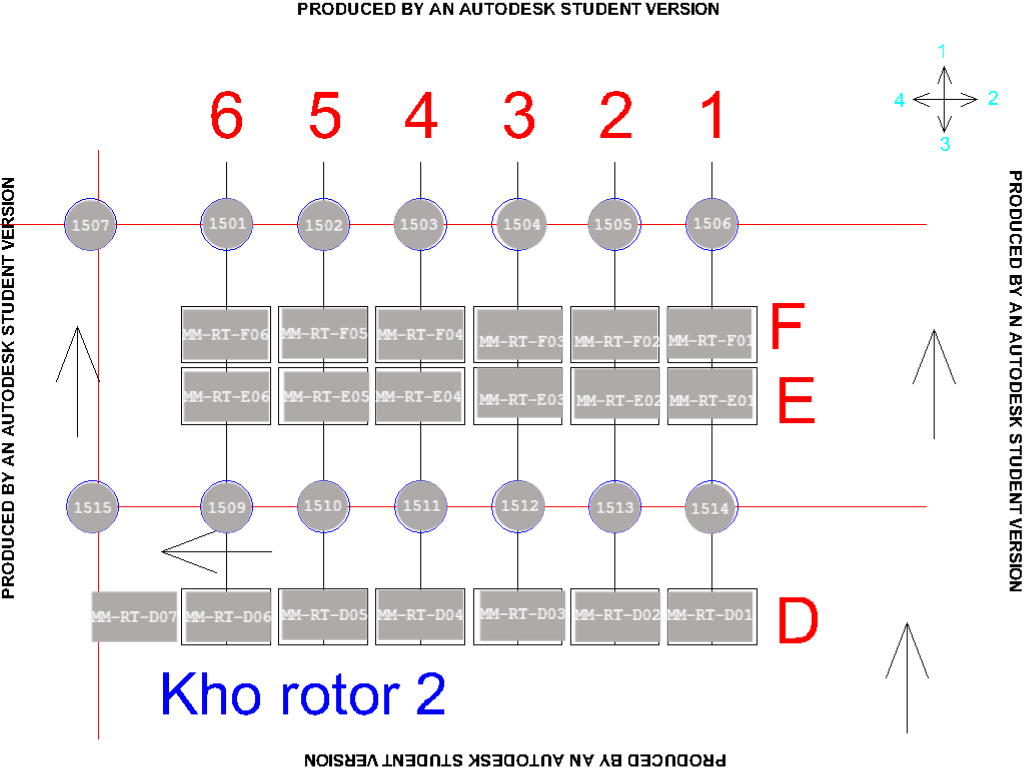 PRODUCED BY AN AUTODESK STUDENT VERSION
1
4 2
3
6 5 4 3 2 1
1507 1501 1502 1503 1504 1505 1506
MM-RT-F06 MM-RT-F05 MM-RT-F04 MM-RT-F03 MM-RT-F02 MM-RT-F01 F
MM-RT-E06 MM-RT-E05 MM-RT-E04 MM-RT-E03 MM-RT-E02 MM-RT-E01 E
1515 1509 1510 1511 1512 1513 1514
MM-RT-D07 MM-RT-D06 MM-RT-D05 MM-RT-D04 MM-RT-D03 MM-RT-D02 MM-RT-D01 D
Kho rotor 2
PRODUCED BY AN AUTODESK STUDENT VERSION
PRODUCED BY AN AUTODESK STUDENT VERSION
PRODUCED BY AN AUTODESK STUDENT VERSION